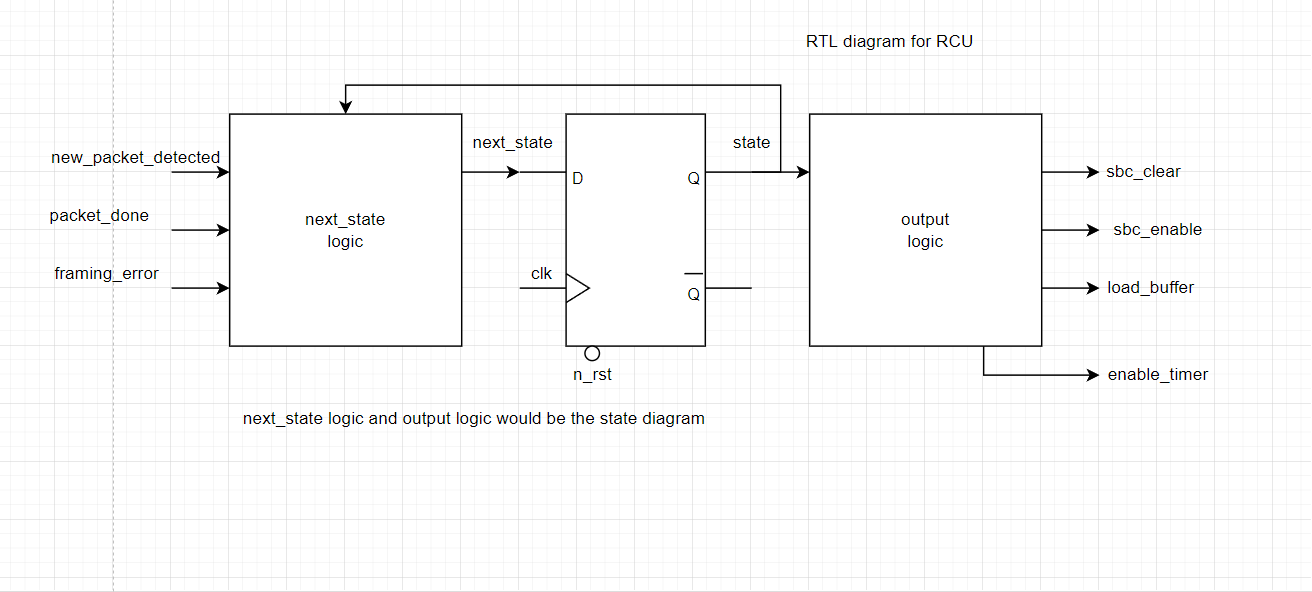 RTL diagram for RCU
new_packet_detected
packet_done
framing_error
next_state
logic
next_state
D
clk
Q
Q
n_rst
state
output
logic
sbc_clear
sbc_enable
load_buffer
enable_timer
next_state logic and output logic would be the state diagram